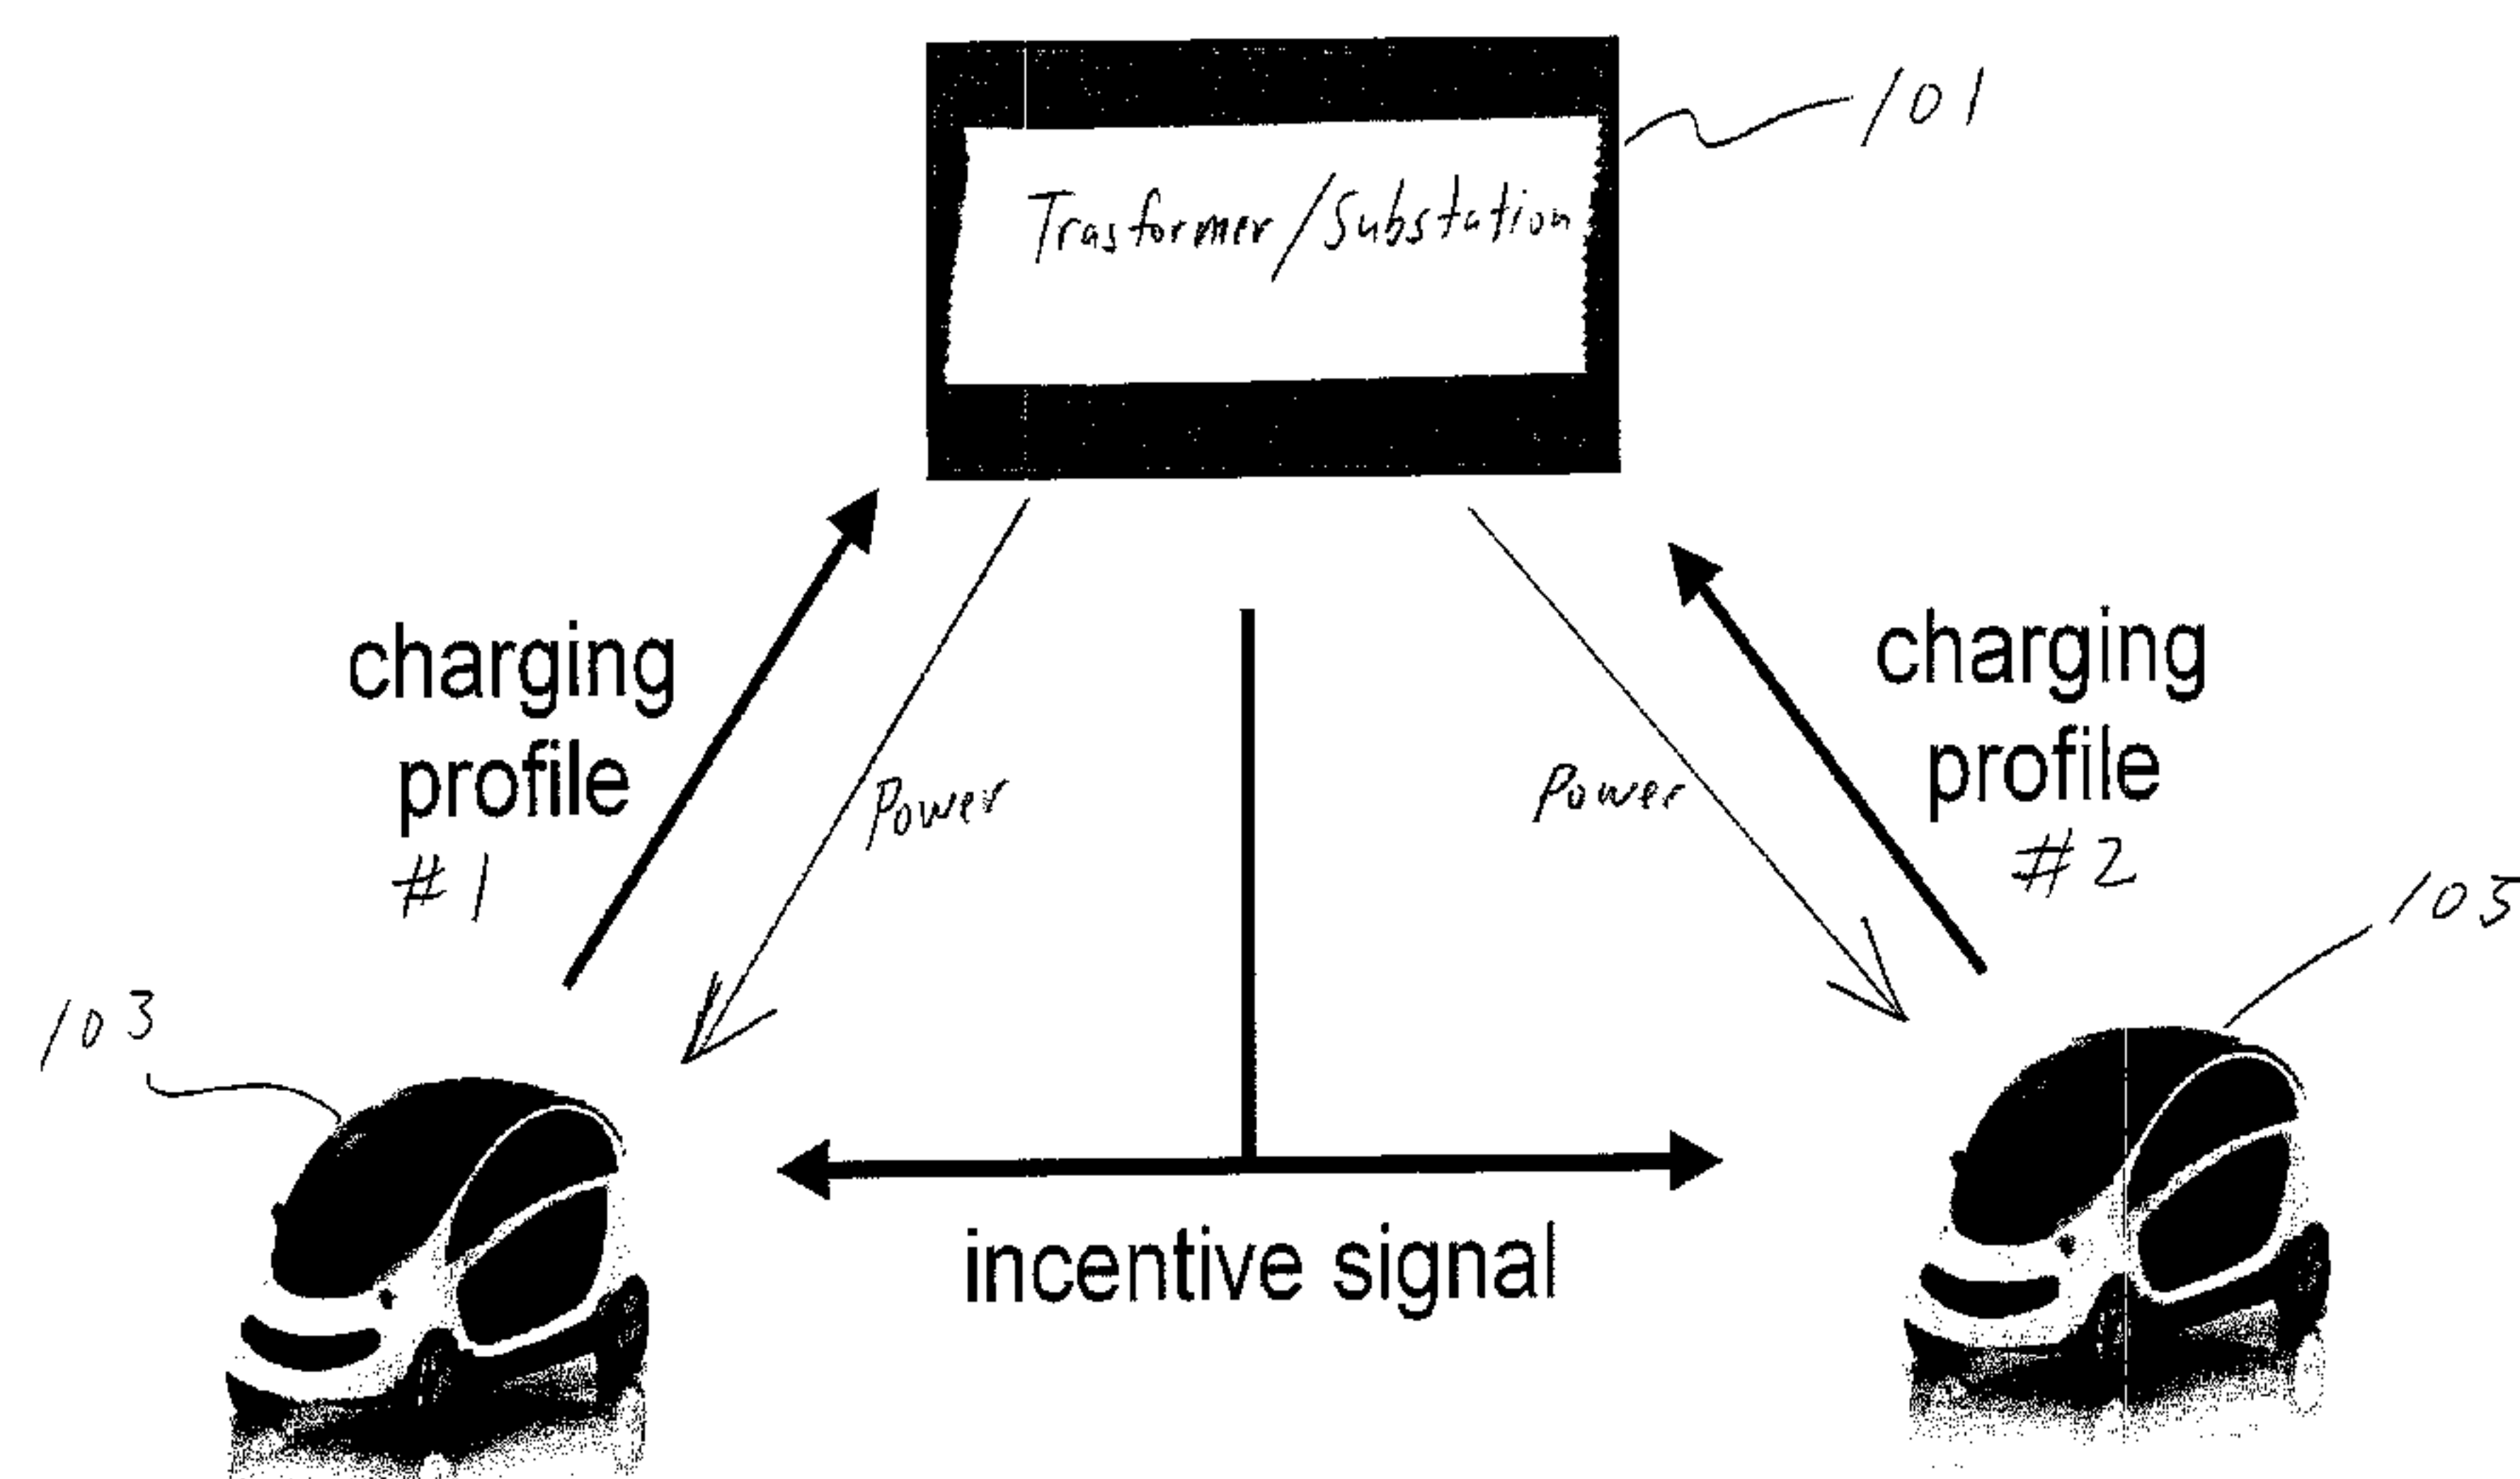 101
Trasformer/Substation
charging
profile
#1
Power
Power
charging
profile
#2
105
103
incentive signal